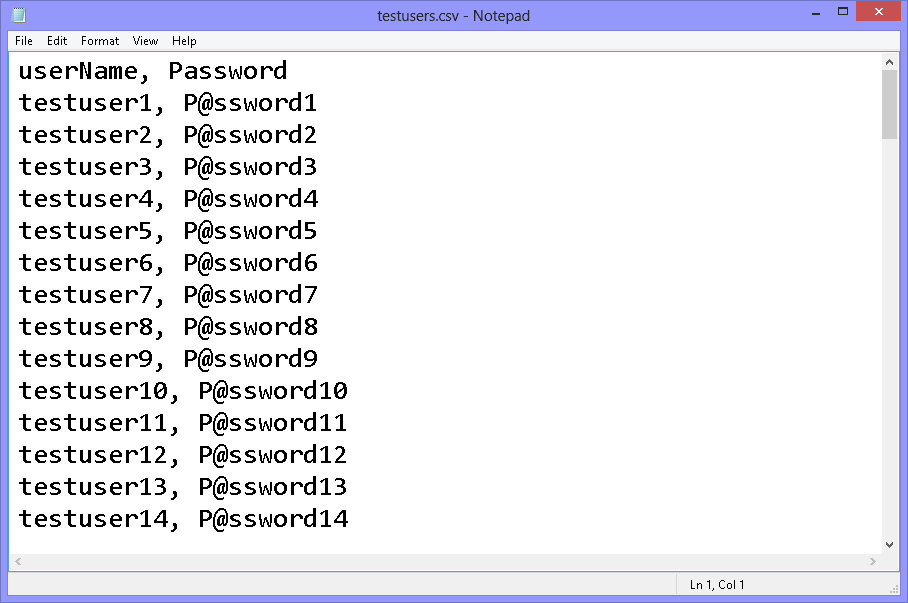 testusers.csv - Notepad
File Edit Format View Help
userName, Password
testuser1, P@ssword1
testuser2, P@ssword2
testuser3, P@ssword3
testuser4, P@ssword4
testuser5, P@ssword5
testuser6, P@ssword6
testuser7, P@ssword7
testuser8, P@ssword8
testuser9, P@ssword9
testuser10, P@ssword10
testuser11, P@ssword11
testuser12, P@ssword12
testuser13, P@ssword13
testuser14, P@ssword14
Ln 1, Col 1